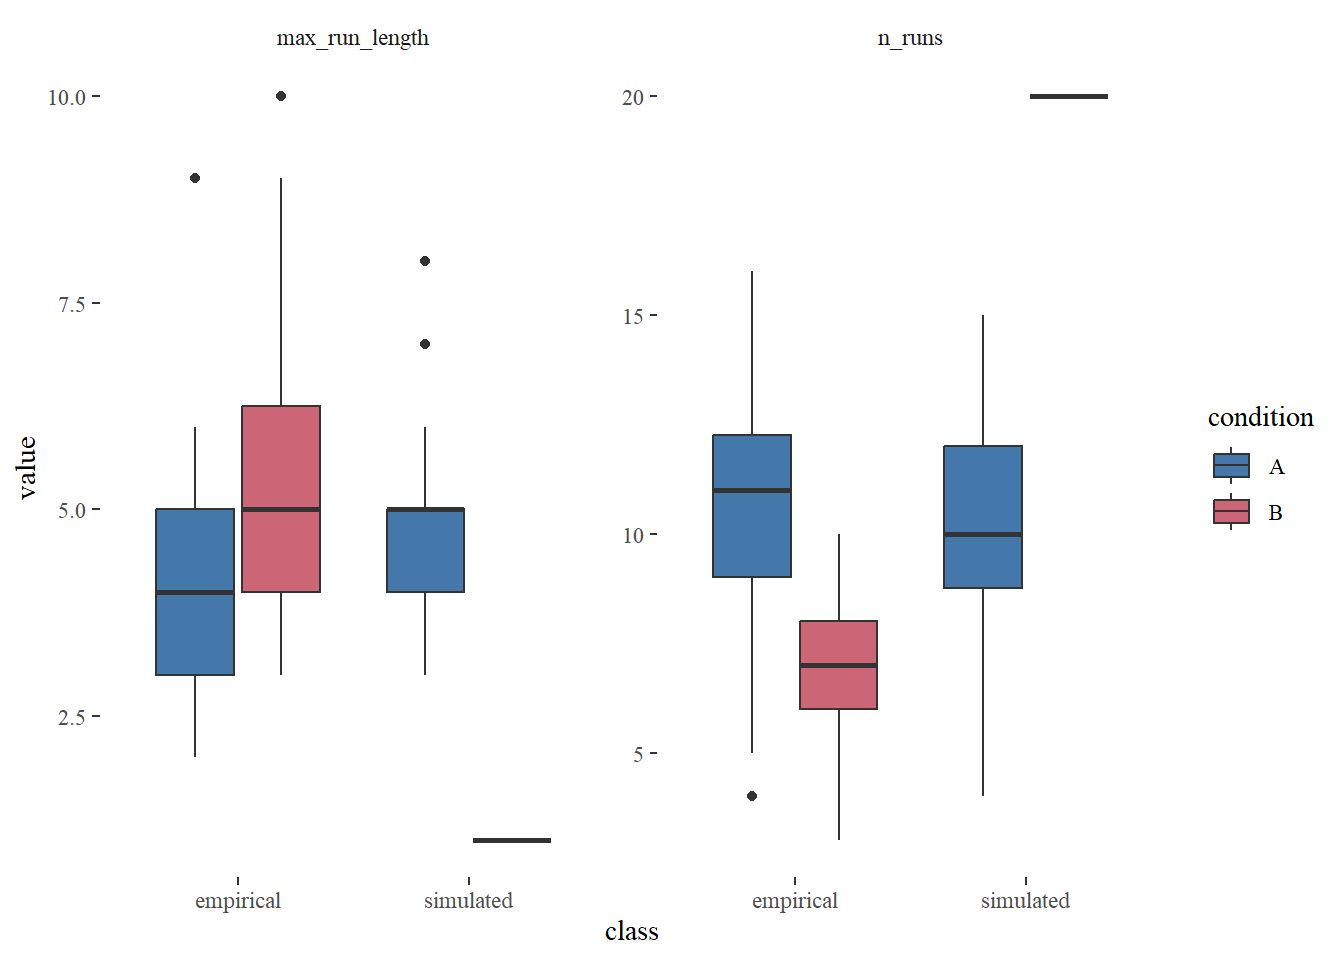 max_run_length
n_runs
value
10.0
7.5
5.0
2.5
20
15
10
5
empirical
simulated
empirical
simulated
class
condition
A
B